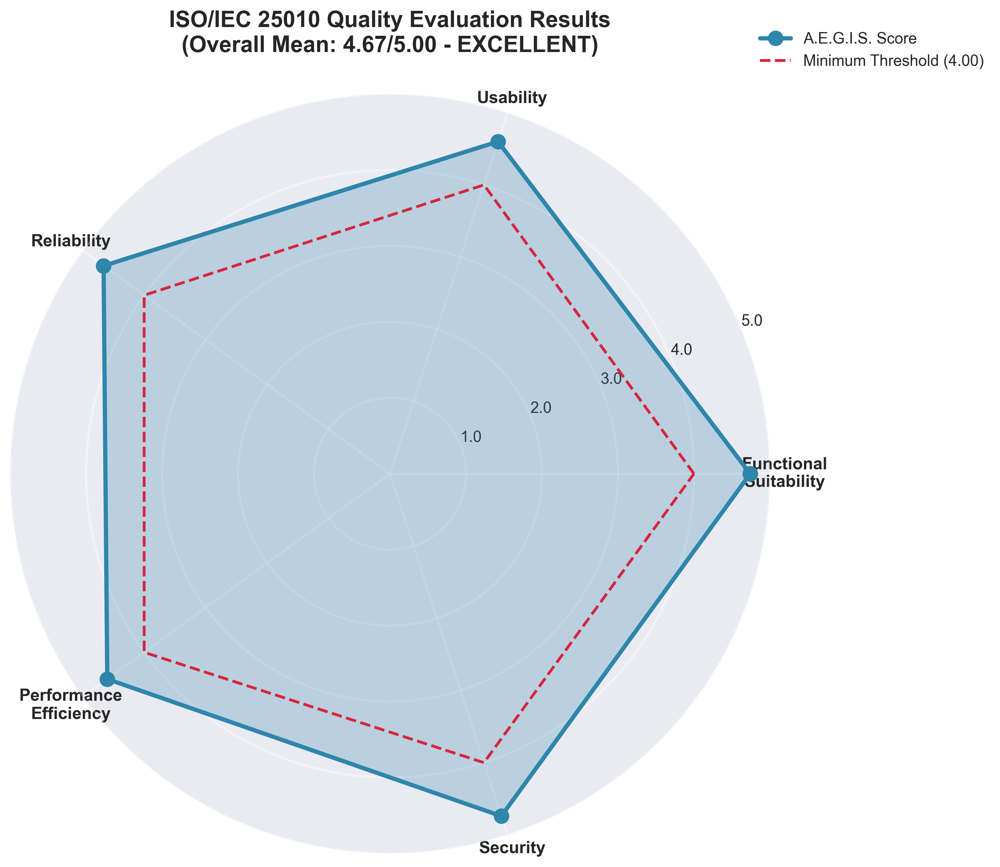 ISO/IEC 25010 Quality Evaluation Results
(Overall Mean: 4.67/5.00 - EXCELLENT)
A.E.G.I.S. Score
Minimum Threshold (4.00)
Usability
Reliability
5.0
4.0
3.0
2.0
1.0
Functional
Suitability
Performance
Efficiency
Security